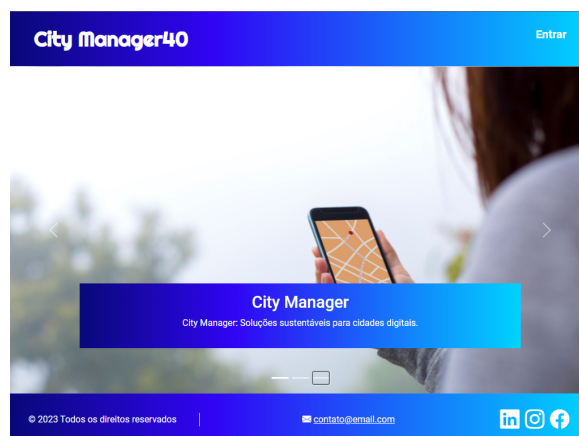 City Manager40
Entrar
City Manager
City Manager: Soluções sustentáveis para cidades digitais.
© 2023 Todos os direitos reservados
contato@email.com
in